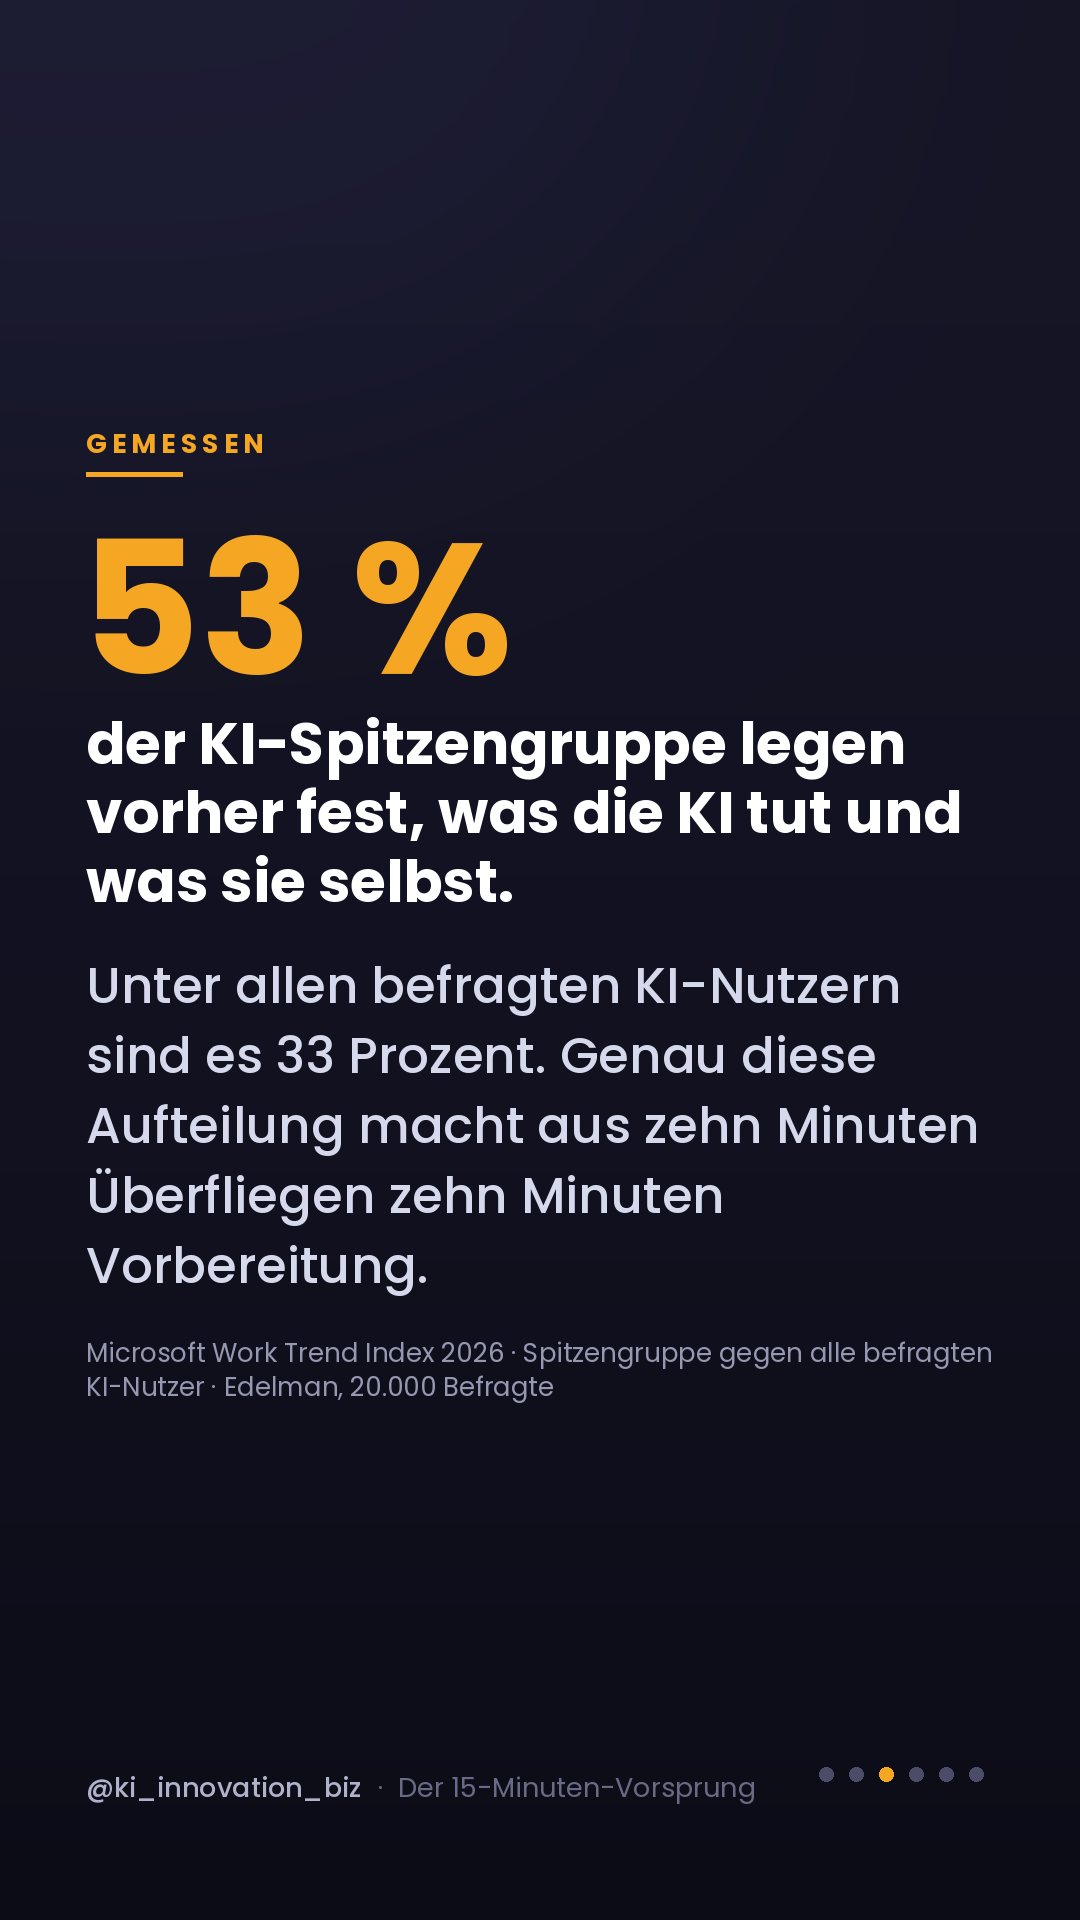 GEMESSEN
53 %
der KI-Spitzengruppe legen
vorher fest, was die KI tut und
was sie selbst.
Unter allen befragten KI-Nutzern
sind es 33 Prozent. Genau diese
Aufteilung macht aus zehn Minuten
Überfliegen zehn Minuten
Vorbereitung.
Microsoft Work Trend Index 2026 · Spitzengruppe gegen alle befragten
KI-Nutzer · Edelman, 20.000 Befragte
@ki_innovation_biz · Der 15-Minuten-Vorsprung